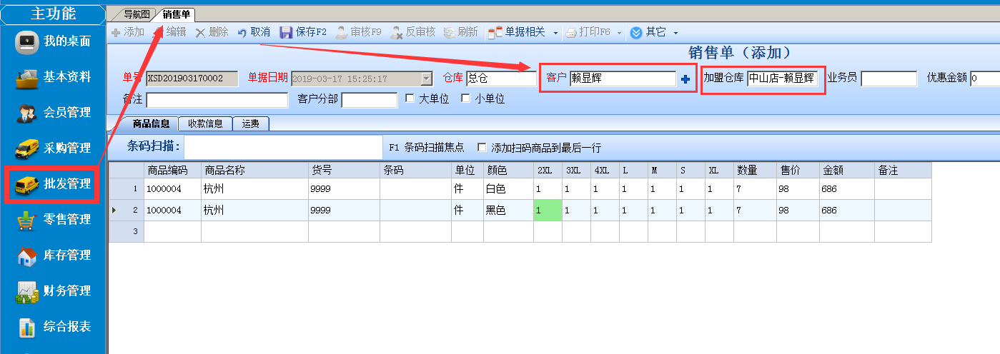 主功能
我的桌面
基本资料
会员管理
采购管理
批发管理
零售管理
库存管理
财务管理
综合报表
导航图 销售单
添加 编辑 删除 取消 保存F2 审核F9 反审核 刷新 单据相关 打印F6 其它
销售单（添加）
单号 XSD201903170002 单据日期 2019-03-17 15:25:17 仓库 总仓 客户 赖显辉 加盟仓库 中山店-赖显辉 业务员 优惠金额 0
备注 客户分部 大单位 小单位
商品信息 收款信息 运费
条码扫描: F1 条码扫描焦点 添加扫码商品到最后一行
商品编码 商品名称 货号 条码 单位 颜色 2XL 3XL 4XL L M S XL 数量 售价 金额 备注
1 1000004 杭州 9999 件 白色 1 1 1 1 1 1 1 7 98 686
2 1000004 杭州 9999 件 黑色 1 1 1 1 1 1 1 7 98 686
3